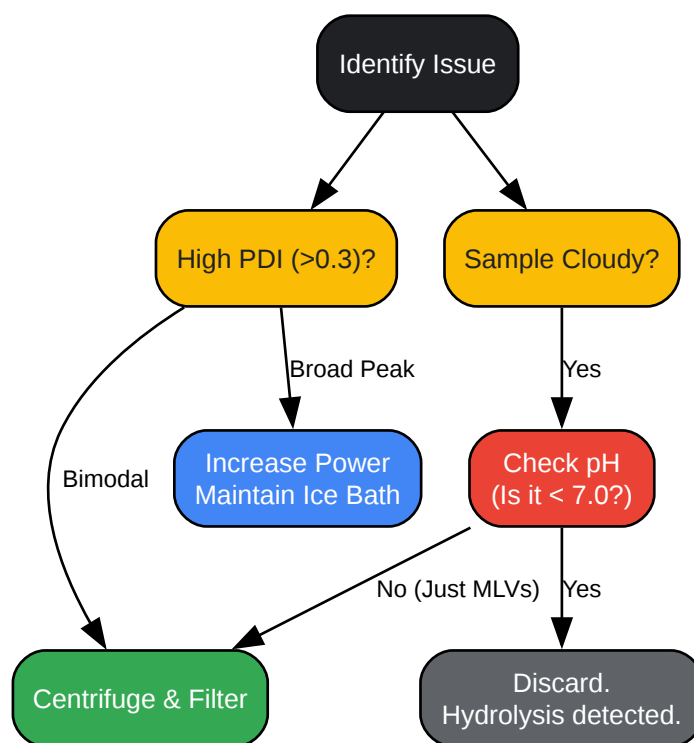 Identify Issue
High PDI (>0.3)?
Sample Cloudy?
Broad Peak
Yes
Bimodal
Increase Power
Maintain Ice Bath
Check pH
(Is it < 7.0?)
No (Just MLVs)
Yes
Centrifuge & Filter
Discard.
Hydrolysis detected.